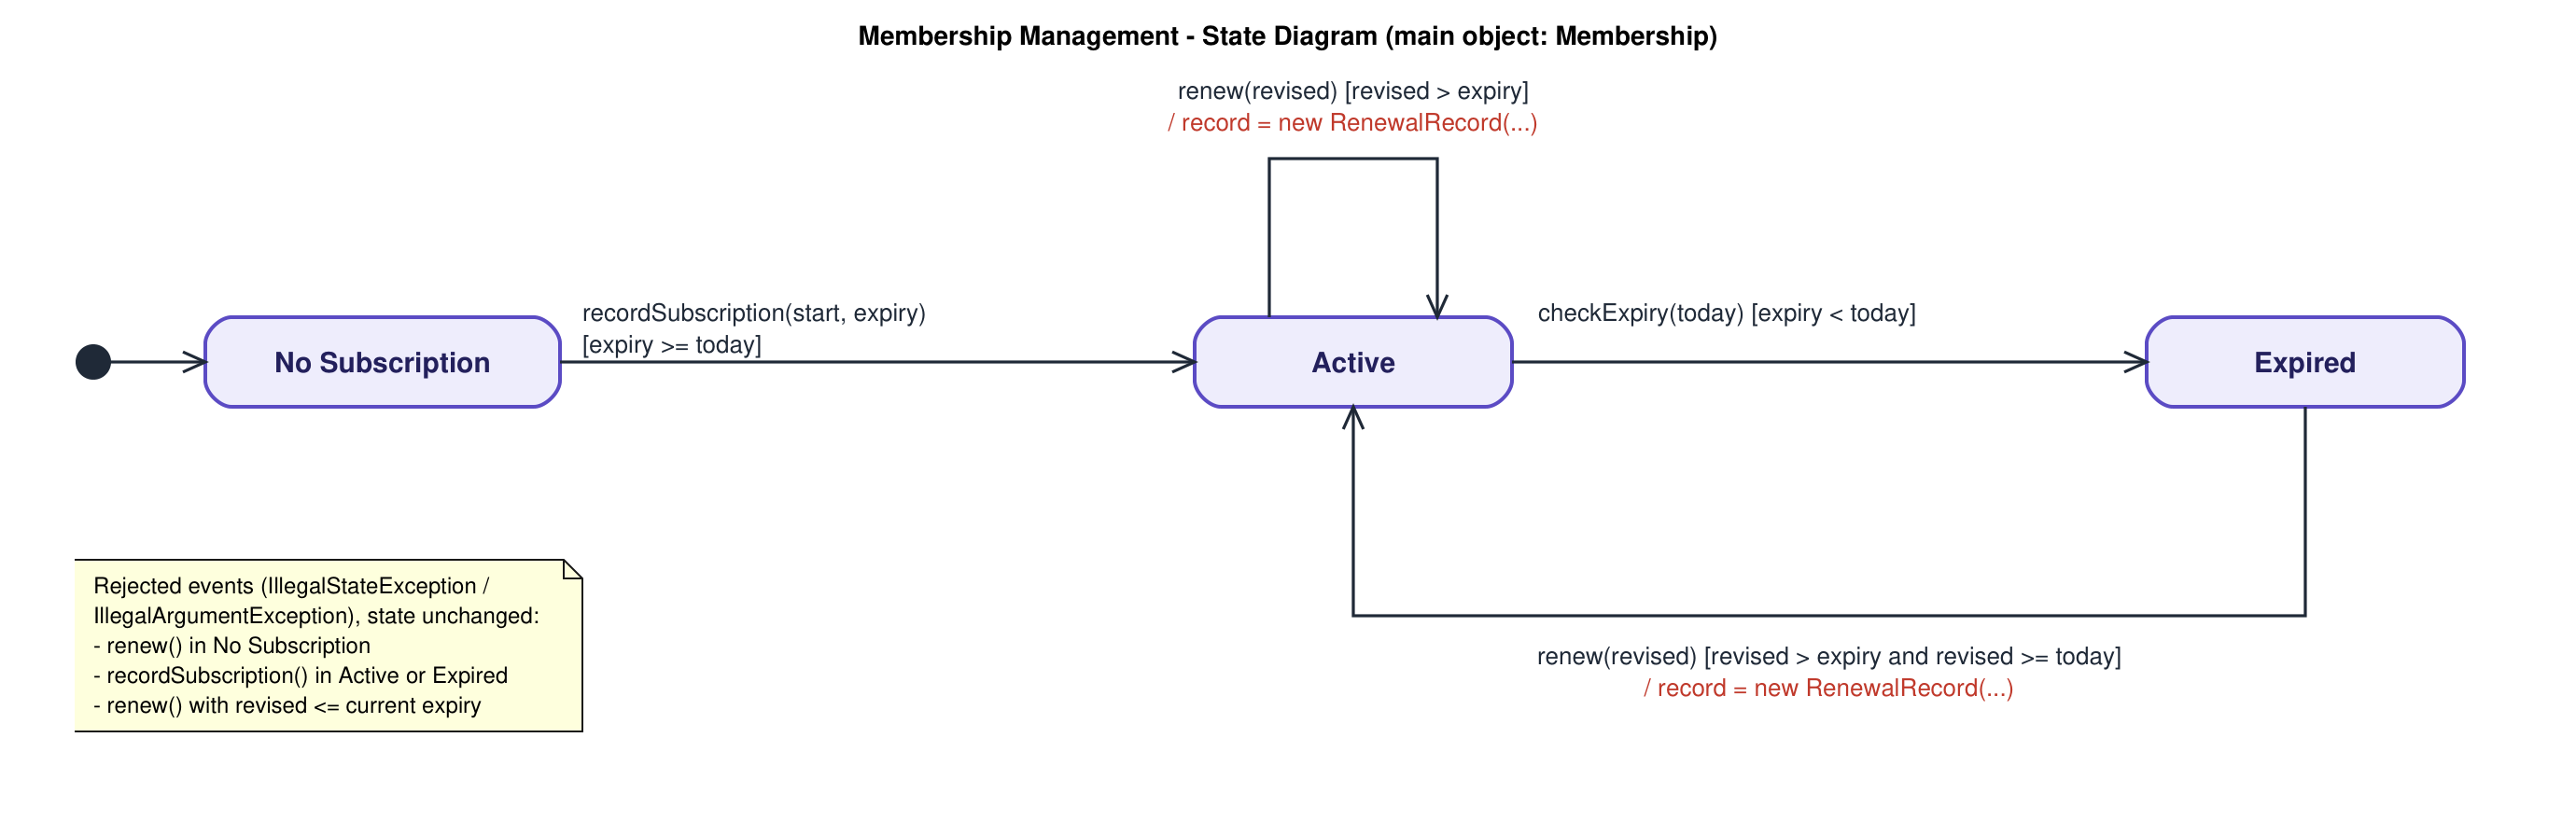 Membership Management - State Diagram (main object: Membership)
renew(revised) [revised > expiry]
/ record = new RenewalRecord(...)
recordSubscription(start, expiry)
[expiry >= today]
checkExpiry(today) [expiry < today]
No Subscription
Active
Expired
Rejected events (IllegalStateException /
IllegalArgumentException), state unchanged:
- renew() in No Subscription
- recordSubscription() in Active or Expired
- renew() with revised <= current expiry
renew(revised) [revised > expiry and revised >= today]
/ record = new RenewalRecord(...)